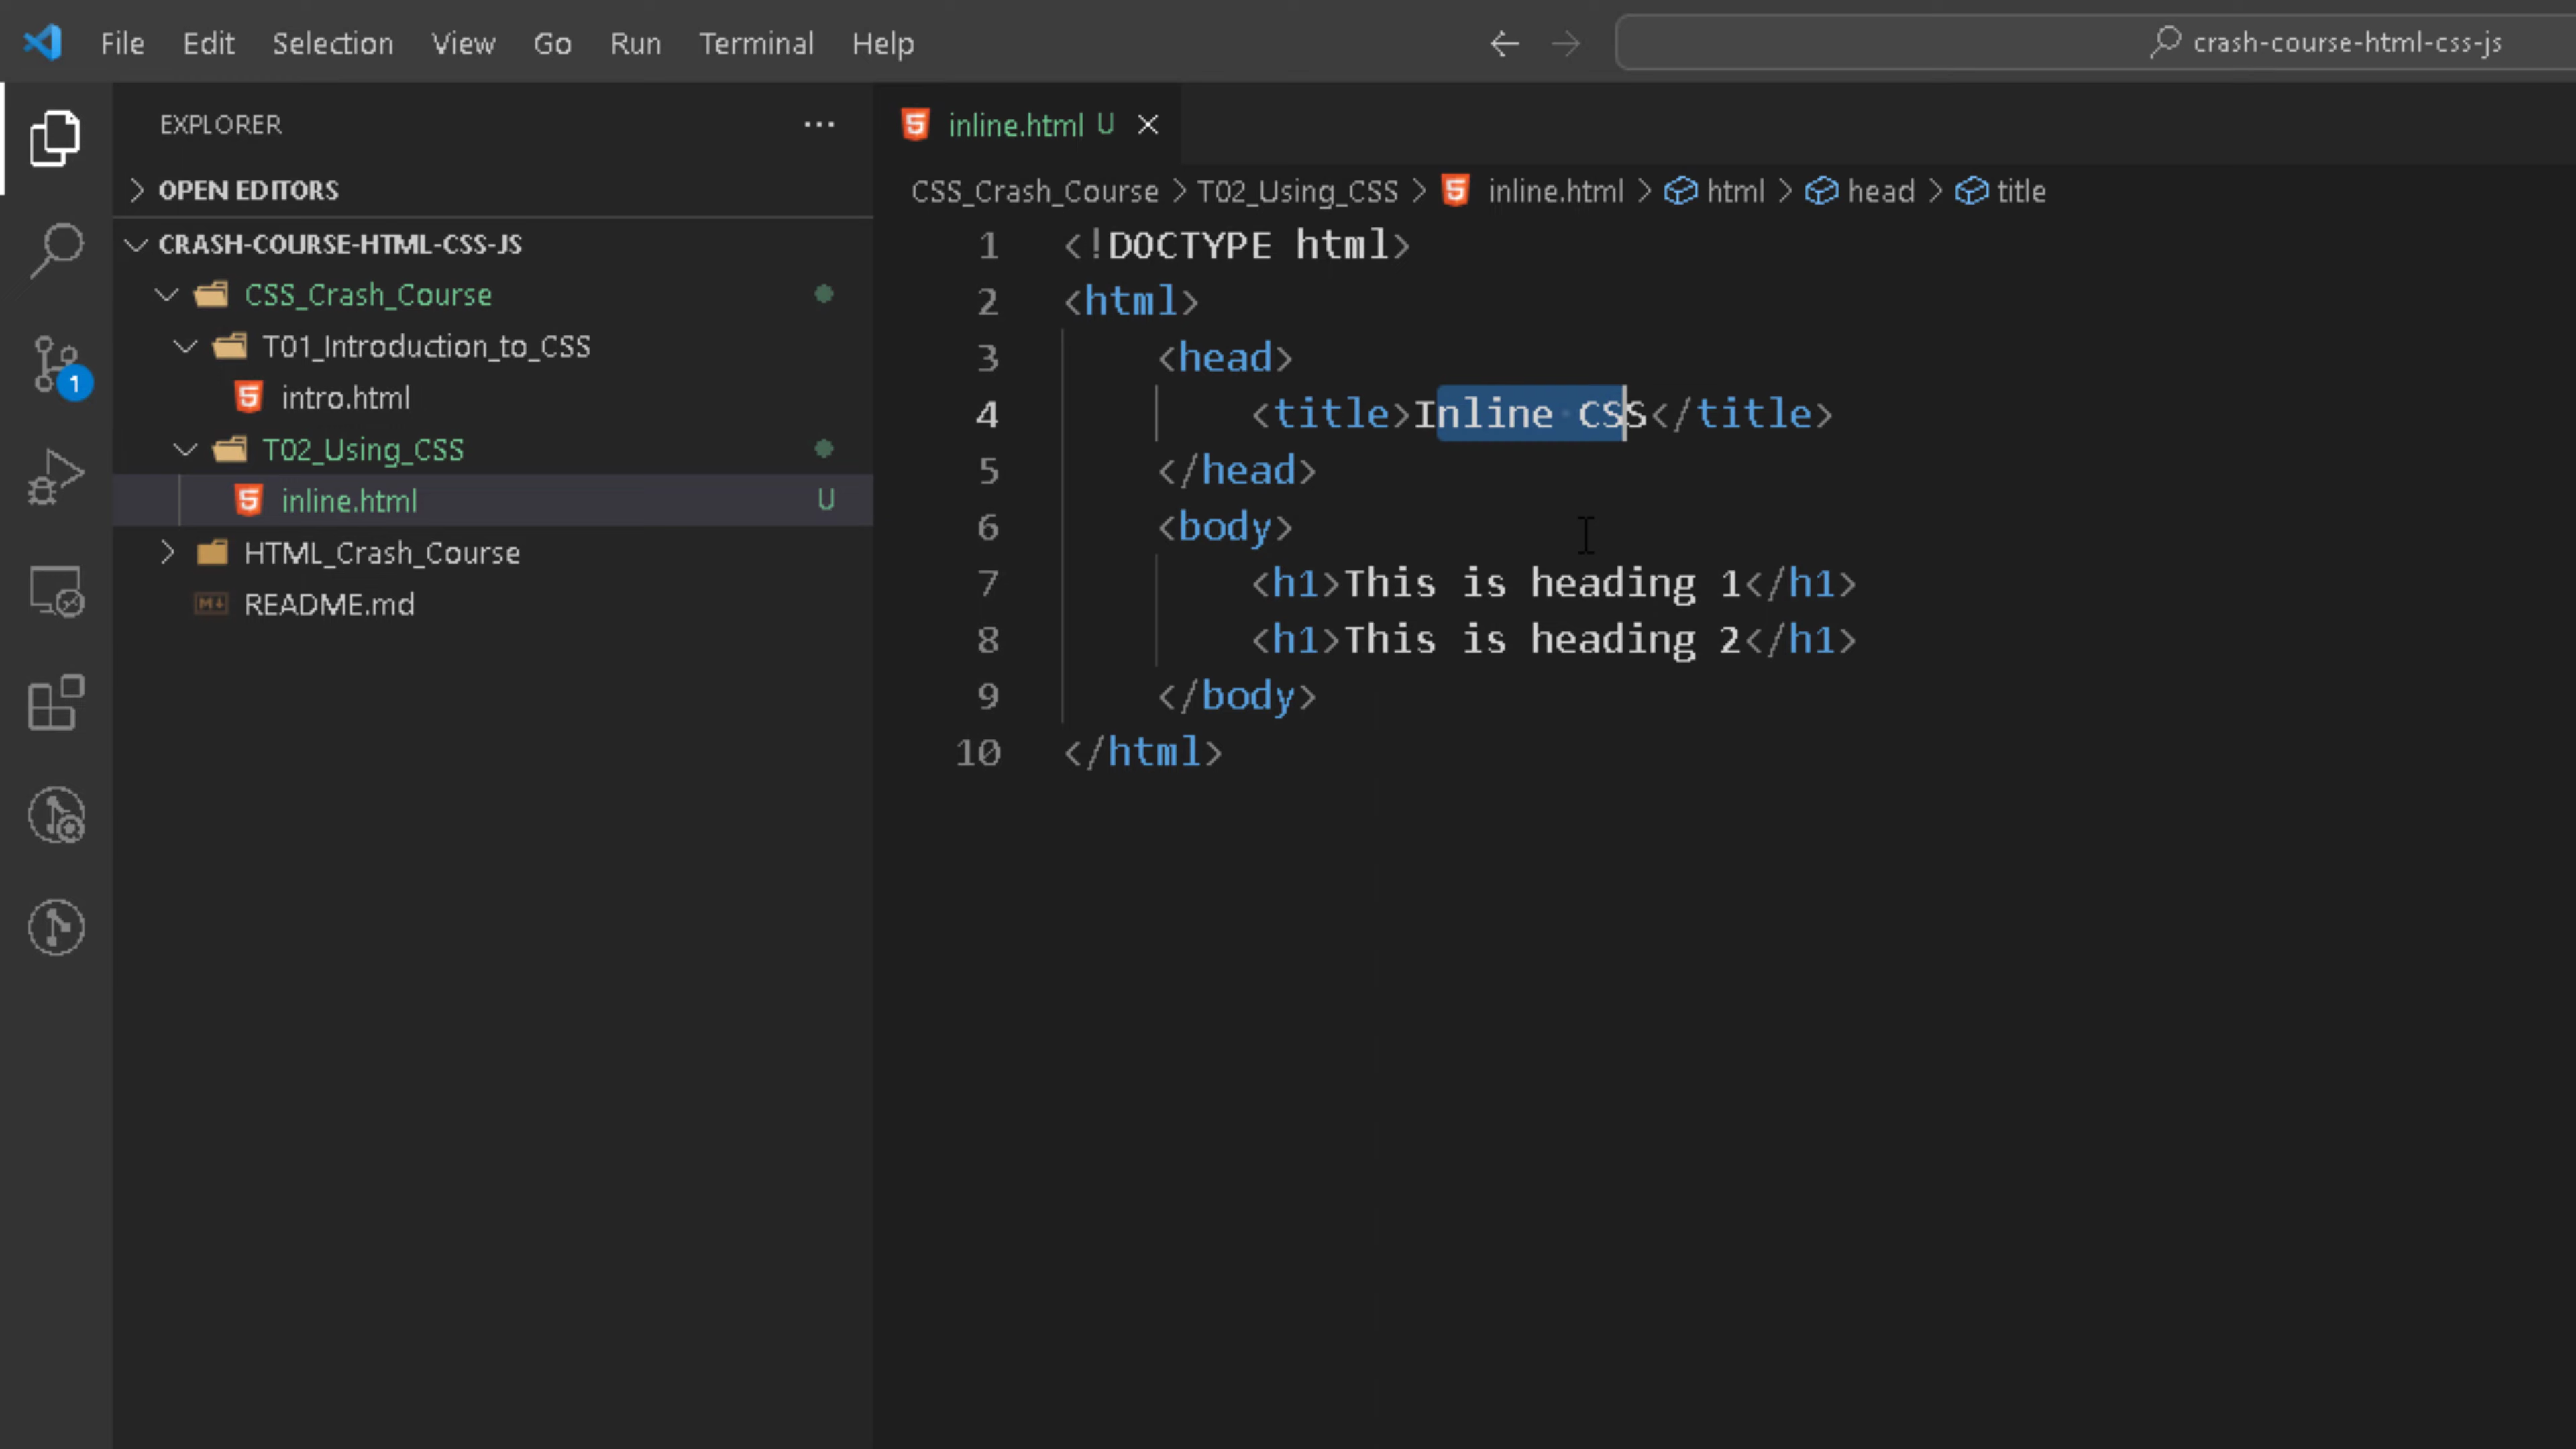 File Edit Selection View Go Run Terminal Help
crash-course-html-css-js
EXPLORER
OPEN EDITORS
CRASH-COURSE-HTML-CSS-JS
CSS_Crash_Course
T01_Introduction_to_CSS
intro.html
T02_Using_CSS
inline.html U
HTML_Crash_Course
README.md
1
inline.html U
CSS_Crash_Course > T02_Using_CSS > inline.html > html > head > title
1 <!DOCTYPE html>
2 <html>
3 <head>
4 <title>Inline CSS</title>
5 </head>
6 <body>
7 <h1>This is heading 1</h1>
8 <h1>This is heading 2</h1>
9 </body>
10 </html>